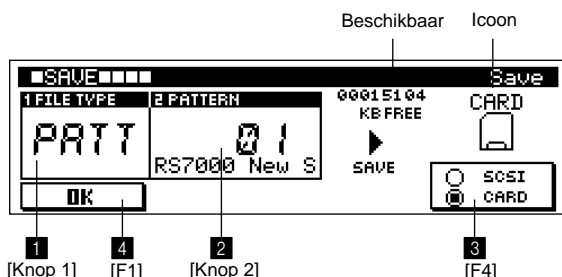 Beschikbaar Icoon
SAVE Save
1 FILE TYPE 2 PATTERN 00015104 CARD
KB FREE
PATT 01
RS7000 New S SAVE
OK SCSI
CARD
1 4 2 3
[Knop 1] [F1] [Knop 2] [F4]